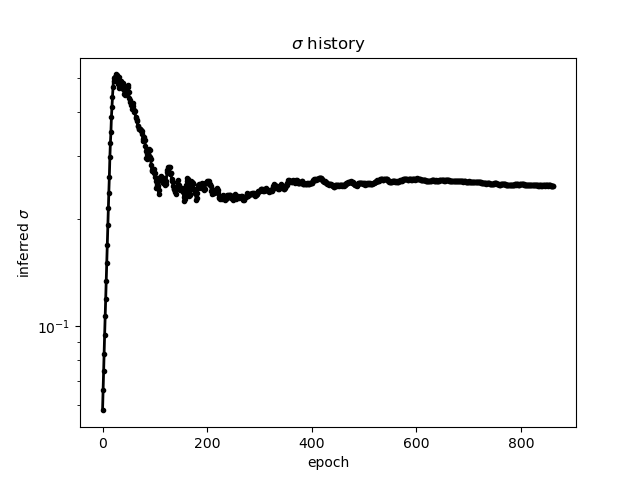 σ history
inferred σ
10⁻¹
0 200 400 600 800
epoch